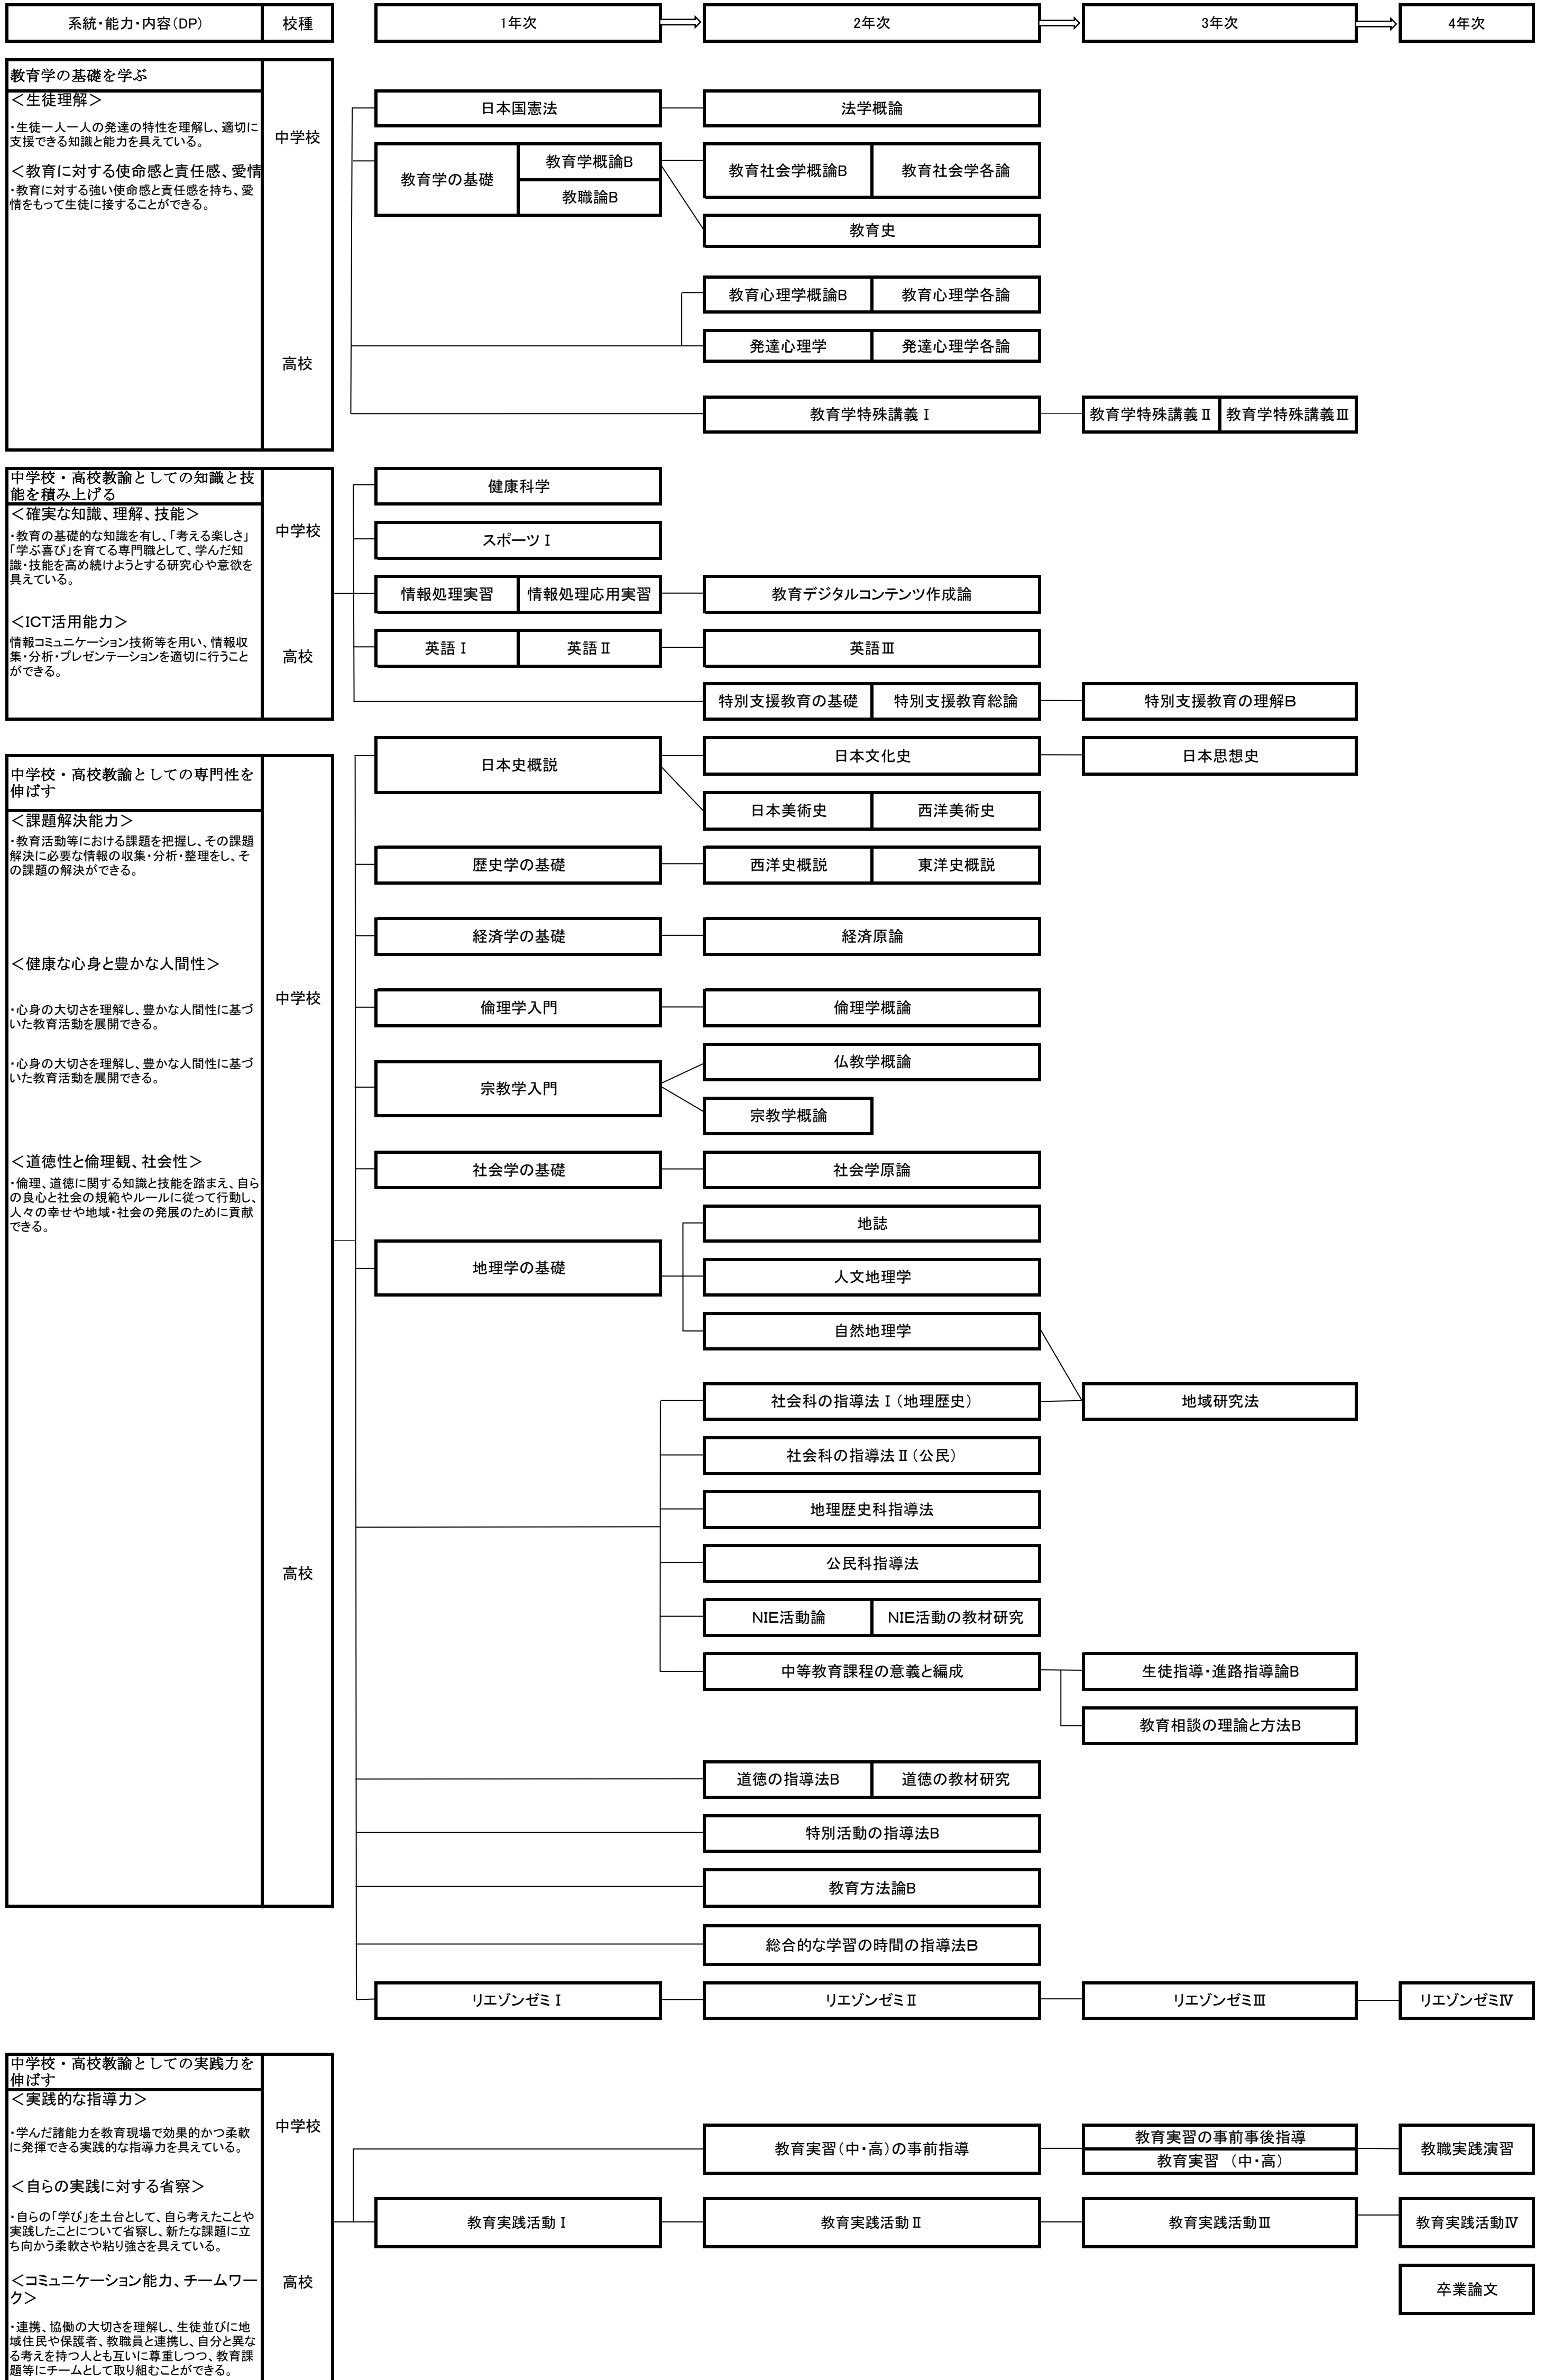 系統・能力・内容（DP）
校種
1年次
2年次
3年次
4年次
教育学の基礎を学ぶ
＜生徒理解＞
・生徒一人一人の発達の特性を理解し、適切に
支援できる知識と能力を具えている。
＜教育に対する使命感と責任感、愛情
・教育に対する強い使命感と責任感を持ち、愛
情をもって生徒に接することができる。
中学校
高校
日本国憲法
法学概論
教育学の基礎
教育学概論B
教職論B
教育社会学概論B
教育社会学各論
教育史
教育心理学概論B
教育心理学各論
発達心理学
発達心理学各論
教育学特殊講義Ⅰ
教育学特殊講義Ⅱ
教育学特殊講義Ⅲ
中学校・高校教諭としての知識と技
能を積み上げる
＜確実な知識、理解、技能＞
・教育の基礎的な知識を有し、「考える楽しさ」
「学ぶ喜び」を育てる専門職として、学んだ知
識・技能を高め続けようとする研究心や意欲を
具えている。
＜ICT活用能力＞
情報コミュニケーション技術等を用い、情報収
集・分析・プレゼンテーションを適切に行うこと
ができる。
中学校
高校
健康科学
スポーツⅠ
情報処理実習
情報処理応用実習
教育デジタルコンテンツ作成論
英語Ⅰ
英語Ⅱ
英語Ⅲ
特別支援教育の基礎
特別支援教育総論
特別支援教育の理解B
中学校・高校教諭としての専門性を
伸ばす
＜課題解決能力＞
・教育活動等における課題を把握し、その課題
解決に必要な情報の収集・分析・整理をし、そ
の課題の解決ができる。
＜健康な心身と豊かな人間性＞
・心身の大切さを理解し、豊かな人間性に基づ
いた教育活動を展開できる。
・心身の大切さを理解し、豊かな人間性に基づ
いた教育活動を展開できる。
＜道徳性と倫理観、社会性＞
・倫理、道徳に関する知識と技能を踏まえ、自ら
の良心と社会の規範やルールに従って行動し、
人々の幸せや地域・社会の発展のために貢献
できる。
中学校
高校
日本史概説
日本文化史
日本思想史
日本美術史
西洋美術史
歴史学の基礎
西洋史概説
東洋史概説
経済学の基礎
経済原論
倫理学入門
倫理学概論
宗教学入門
仏教学概論
宗教学概論
社会学の基礎
社会学原論
地理学の基礎
地誌
人文地理学
自然地理学
社会科の指導法Ⅰ（地理歴史）
地域研究法
社会科の指導法Ⅱ（公民）
地理歴史科指導法
公民科指導法
NIE活動論
NIE活動の教材研究
中等教育課程の意義と編成
生徒指導・進路指導論B
教育相談の理論と方法B
道徳の指導法B
道徳の教材研究
特別活動の指導法B
教育方法論B
総合的な学習の時間の指導法B
リエゾンゼミⅠ
リエゾンゼミⅡ
リエゾンゼミⅢ
リエゾンゼミⅣ
中学校・高校教諭としての実践力を
伸ばす
＜実践的な指導力＞
・学んだ諸能力を教育現場で効果的かつ柔軟
に発揮できる実践的な指導力を具えている。
＜自らの実践に対する省察＞
・自らの「学び」を土台として、自ら考えたことや
実践したことについて省察し、新たな課題に立
ち向かう柔軟さや粘り強さを具えている。
＜コミュニケーション能力、チームワー
ク＞
・連携、協働の大切さを理解し、生徒並びに地
域住民や保護者、教職員と連携し、自分と異な
る考えを持つ人とも互いに尊重しつつ、教育課
題等にチームとして取り組むことができる。
中学校
高校
教育実習（中・高）の事前指導
教育実習の事前事後指導
教育実習　（中・高）
教職実践演習
教育実践活動Ⅰ
教育実践活動Ⅱ
教育実践活動Ⅲ
教育実践活動Ⅳ
卒業論文